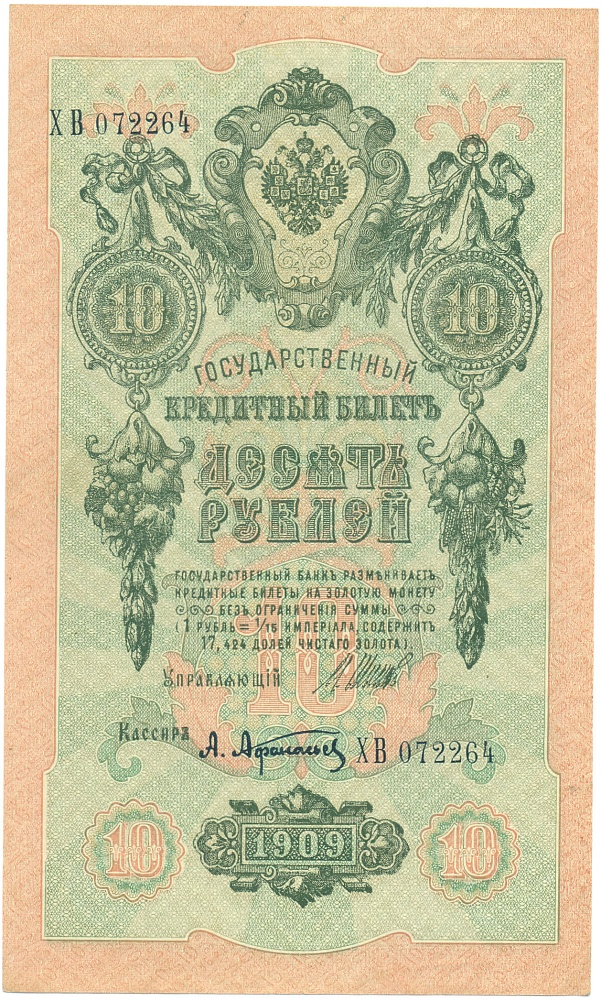 ХВ 072264
10 10
ГОСУДАРСТВЕННЫЙ
КРЕДИТНЫЙ БИЛЕТЪ
ДЕСЯТЬ
РУБЛЕЙ
ГОСУДАРСТВЕННЫЙ БАНКЪ РАЗМѢНИВАЕТЪ
КРЕДИТНЫЕ БИЛЕТЫ НА ЗОЛОТУЮ МОНЕТУ
БЕЗЪ ОГРАНИЧЕНІЯ СУММЫ
(1 РУБЛЬ = 1/15 ИМПЕРІАЛА, СОДЕРЖИТЪ
17,424 ДОЛЕЙ ЧИСТАГО ЗОЛОТА).
10
Управляющій
Кассиръ А. Афанасьев ХВ 072264
10 1909 10